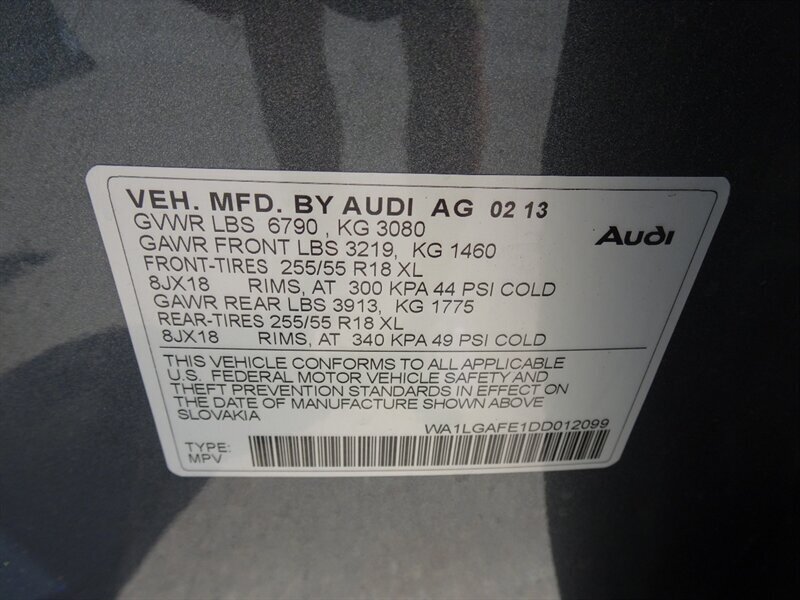 VEH. MFD. BY AUDI AG 02 13
GVWR LBS 6790 , KG 3080
GAWR FRONT LBS 3219, KG 1460
Audi
FRONT-TIRES 255/55 R18 XL
8JX18 RIMS, AT 300 KPA 44 PSI COLD
GAWR REAR LBS 3913, KG 1775
REAR-TIRES 255/55 R18 XL
8JX18 RIMS, AT 340 KPA 49 PSI COLD
THIS VEHICLE CONFORMS TO ALL APPLICABLE
U.S. FEDERAL MOTOR VEHICLE SAFETY AND
THEFT PREVENTION STANDARDS IN EFFECT ON
THE DATE OF MANUFACTURE SHOWN ABOVE
SLOVAKIA
WA1LGAFE1DD012099
TYPE:
MPV